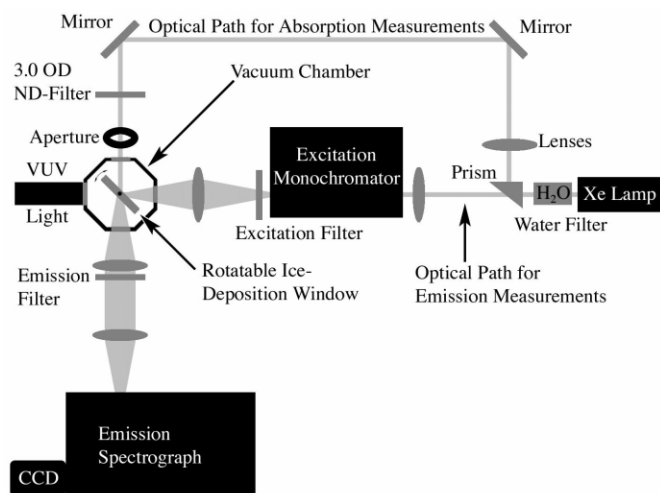 Mirror
Optical Path for Absorption Measurements
Mirror
3.0 OD
ND-Filter
Vacuum Chamber
Aperture
Lenses
VUV
Light
Excitation
Monochromator
Prism
H₂O
Xe Lamp
Water Filter
Excitation Filter
Emission
Filter
Rotatable Ice-
Deposition Window
Optical Path for
Emission Measurements
Emission
Spectrograph
CCD